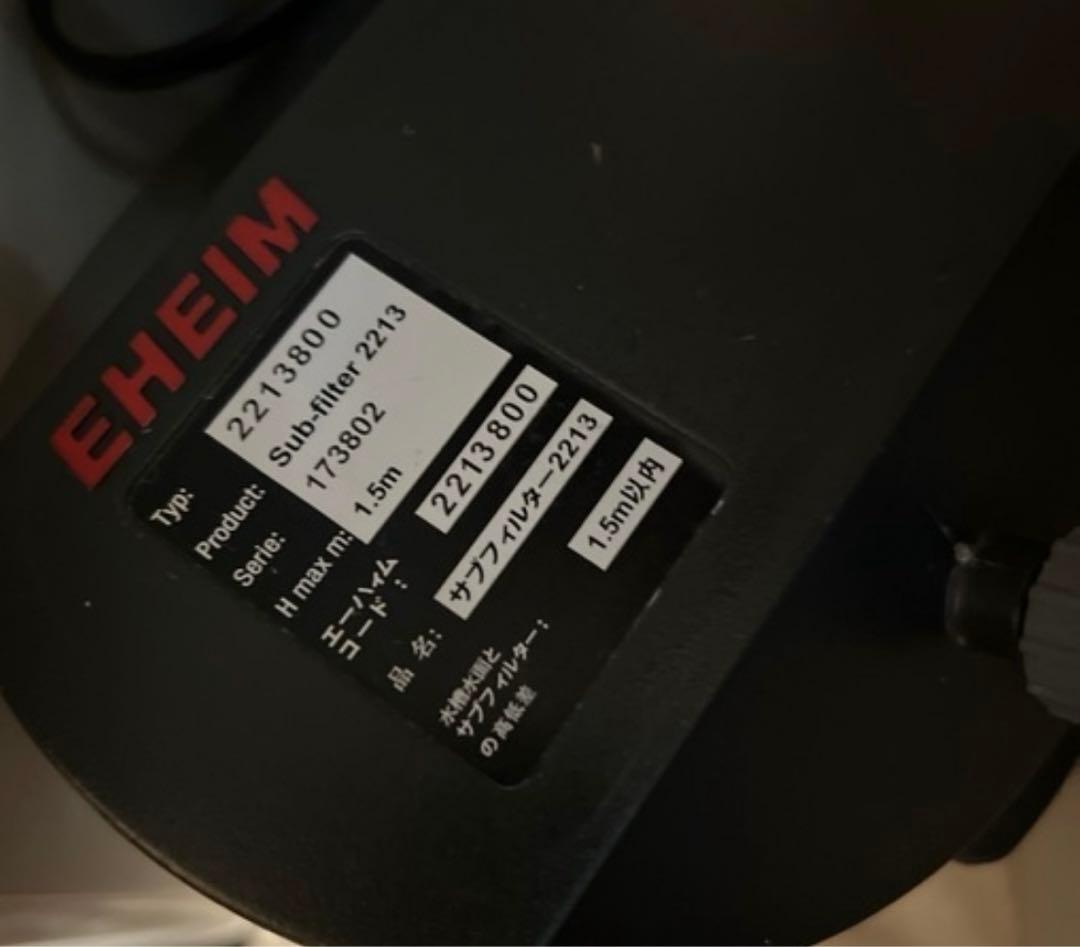 EHEIM
Typ: 2213800
Product: Sub-filter 2213
Serie: 173802
H max m: 1.5m
エーハイム
コード: 2213800
品 名: サブフィルター2213
水槽水面と
サブフィルター: 1.5m以内
の高低差